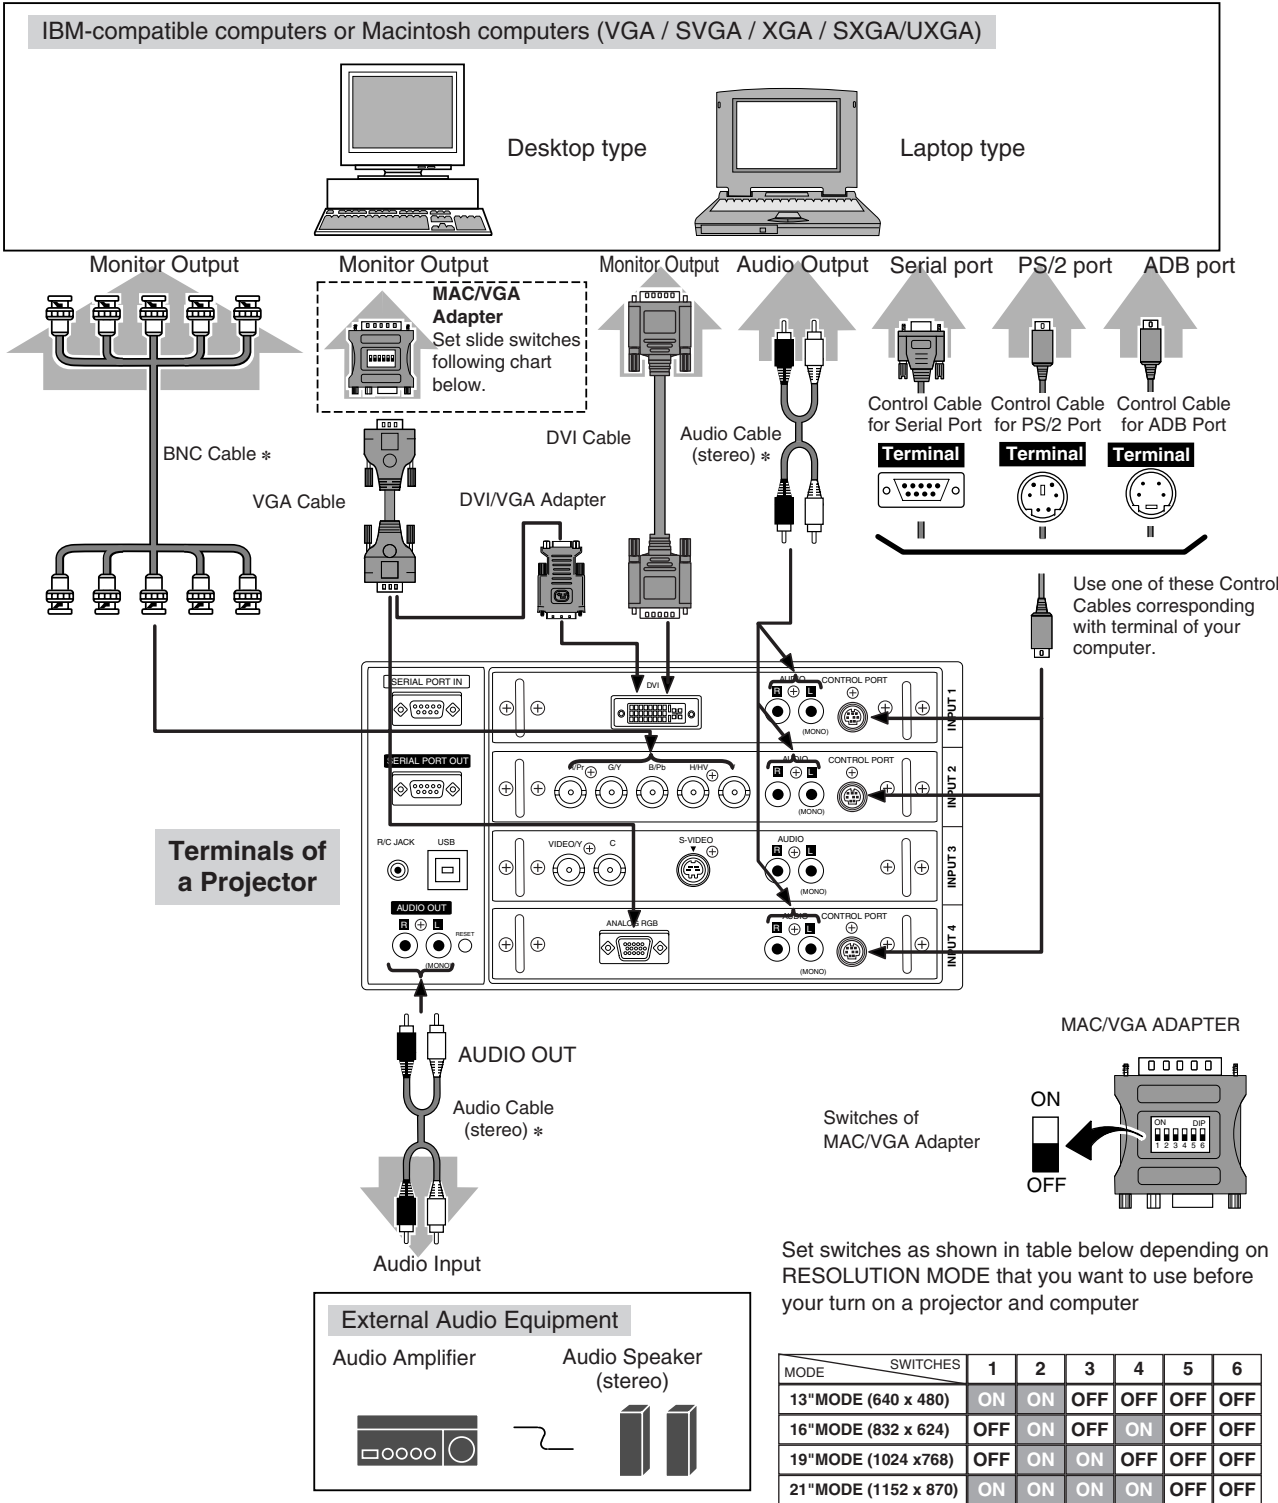 IBM-compatible computers or Macintosh computers (VGA / SVGA / XGA / SXGA/UXGA)
Desktop type
Laptop type
Monitor Output
Monitor Output
Monitor Output
Audio Output
Serial port
PS/2 port
ADB port
MAC/VGA
Adapter
Set slide switches
following chart
below.
BNC Cable ✻
VGA Cable
DVI/VGA Adapter
DVI Cable
Audio Cable
(stereo) ✻
Control Cable
for Serial Port
Control Cable
for PS/2 Port
Control Cable
for ADB Port
Terminal
Terminal
Terminal
Use one of these Control
Cables corresponding
with terminal of your
computer.
Terminals of
a Projector
SERIAL PORT IN
SERIAL PORT OUT
R/C JACK
USB
AUDIO OUT
R
L
(MONO)
RESET
DVI
AUDIO
R
L
(MONO)
CONTROL PORT
INPUT 1
R/Pr
G/Y
B/Pb
H/HV
V
AUDIO
R
L
(MONO)
CONTROL PORT
INPUT 2
VIDEO/Y
C
S-VIDEO
AUDIO
R
L
(MONO)
INPUT 3
ANALOG RGB
AUDIO
R
L
(MONO)
CONTROL PORT
INPUT 4
AUDIO OUT
Audio Cable
(stereo) ✻
Audio Input
External Audio Equipment
Audio Amplifier
Audio Speaker
(stereo)
MAC/VGA ADAPTER
Switches of
MAC/VGA Adapter
ON
OFF
ON DIP
1 2 3 4 5 6
Set switches as shown in table below depending on
RESOLUTION MODE that you want to use before
your turn on a projector and computer
MODE SWITCHES 1 2 3 4 5 6
13"MODE (640 x 480) ON ON OFF OFF OFF OFF
16"MODE (832 x 624) OFF ON OFF ON OFF OFF
19"MODE (1024 x768) OFF ON ON OFF OFF OFF
21"MODE (1152 x 870) ON ON ON ON OFF OFF